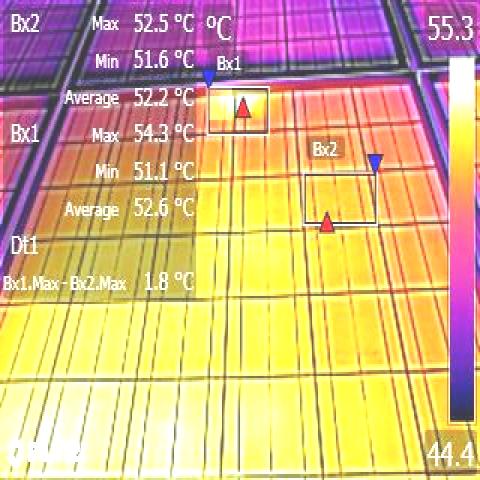 Bx2 Max 52.5 °C °C 55.3
Min 51.6 °C Bx1
Average 52.2 °C
Bx1 Max 54.3 °C
Bx2
Min 51.1 °C
Average 52.6 °C
Dt1
Bx1.Max - Bx2.Max 1.8 °C
44.4